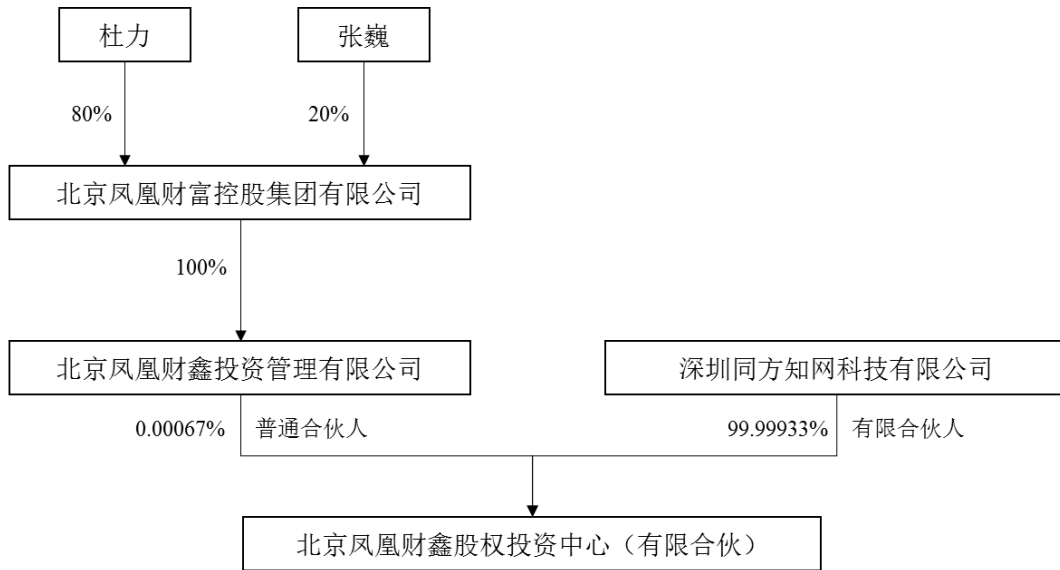 杜力
张巍
80%
20%
北京凤凰财富控股集团有限公司
100%
北京凤凰财鑫投资管理有限公司
深圳同方知网科技有限公司
0.00067% 普通合伙人
99.99933% 有限合伙人
北京凤凰财鑫股权投资中心（有限合伙）